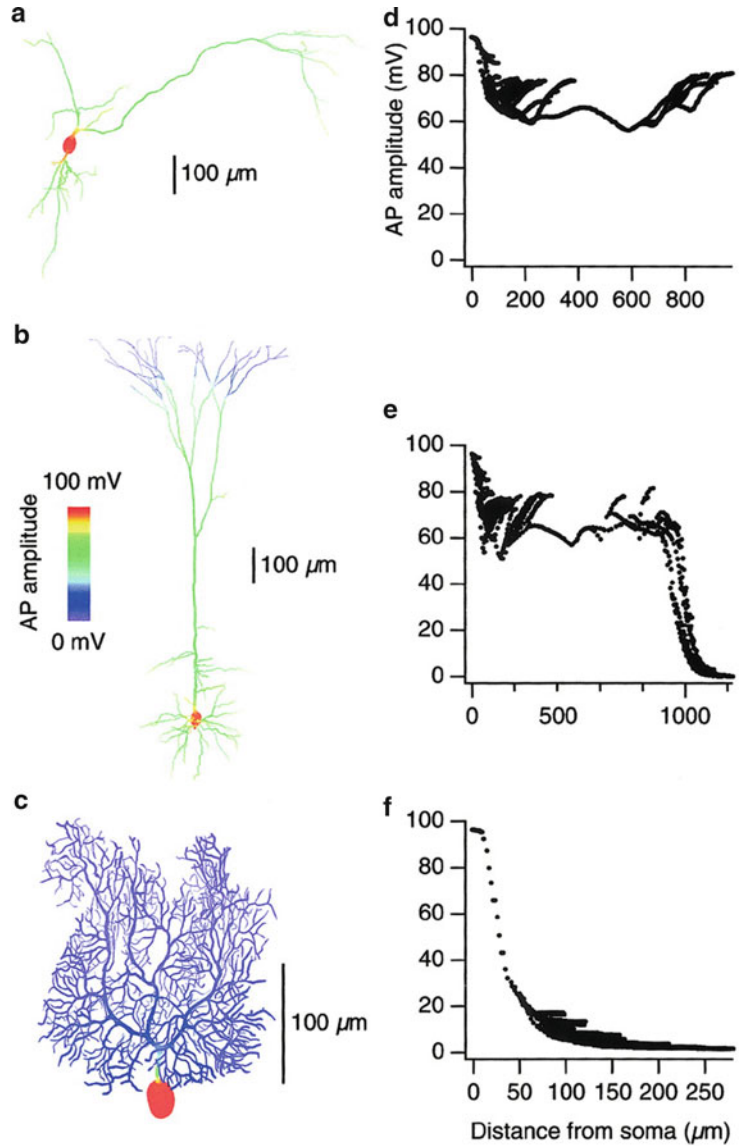 a
100 μm
b
100 mV
AP amplitude
0 mV
100 μm
c
100 μm
d
AP amplitude (mV)
100
80
60
40
20
0
0 200 400 600 800
e
100
80
60
40
20
0
0 500 1000
f
100
80
60
40
20
0
0 50 100 150 200 250
Distance from soma (μm)